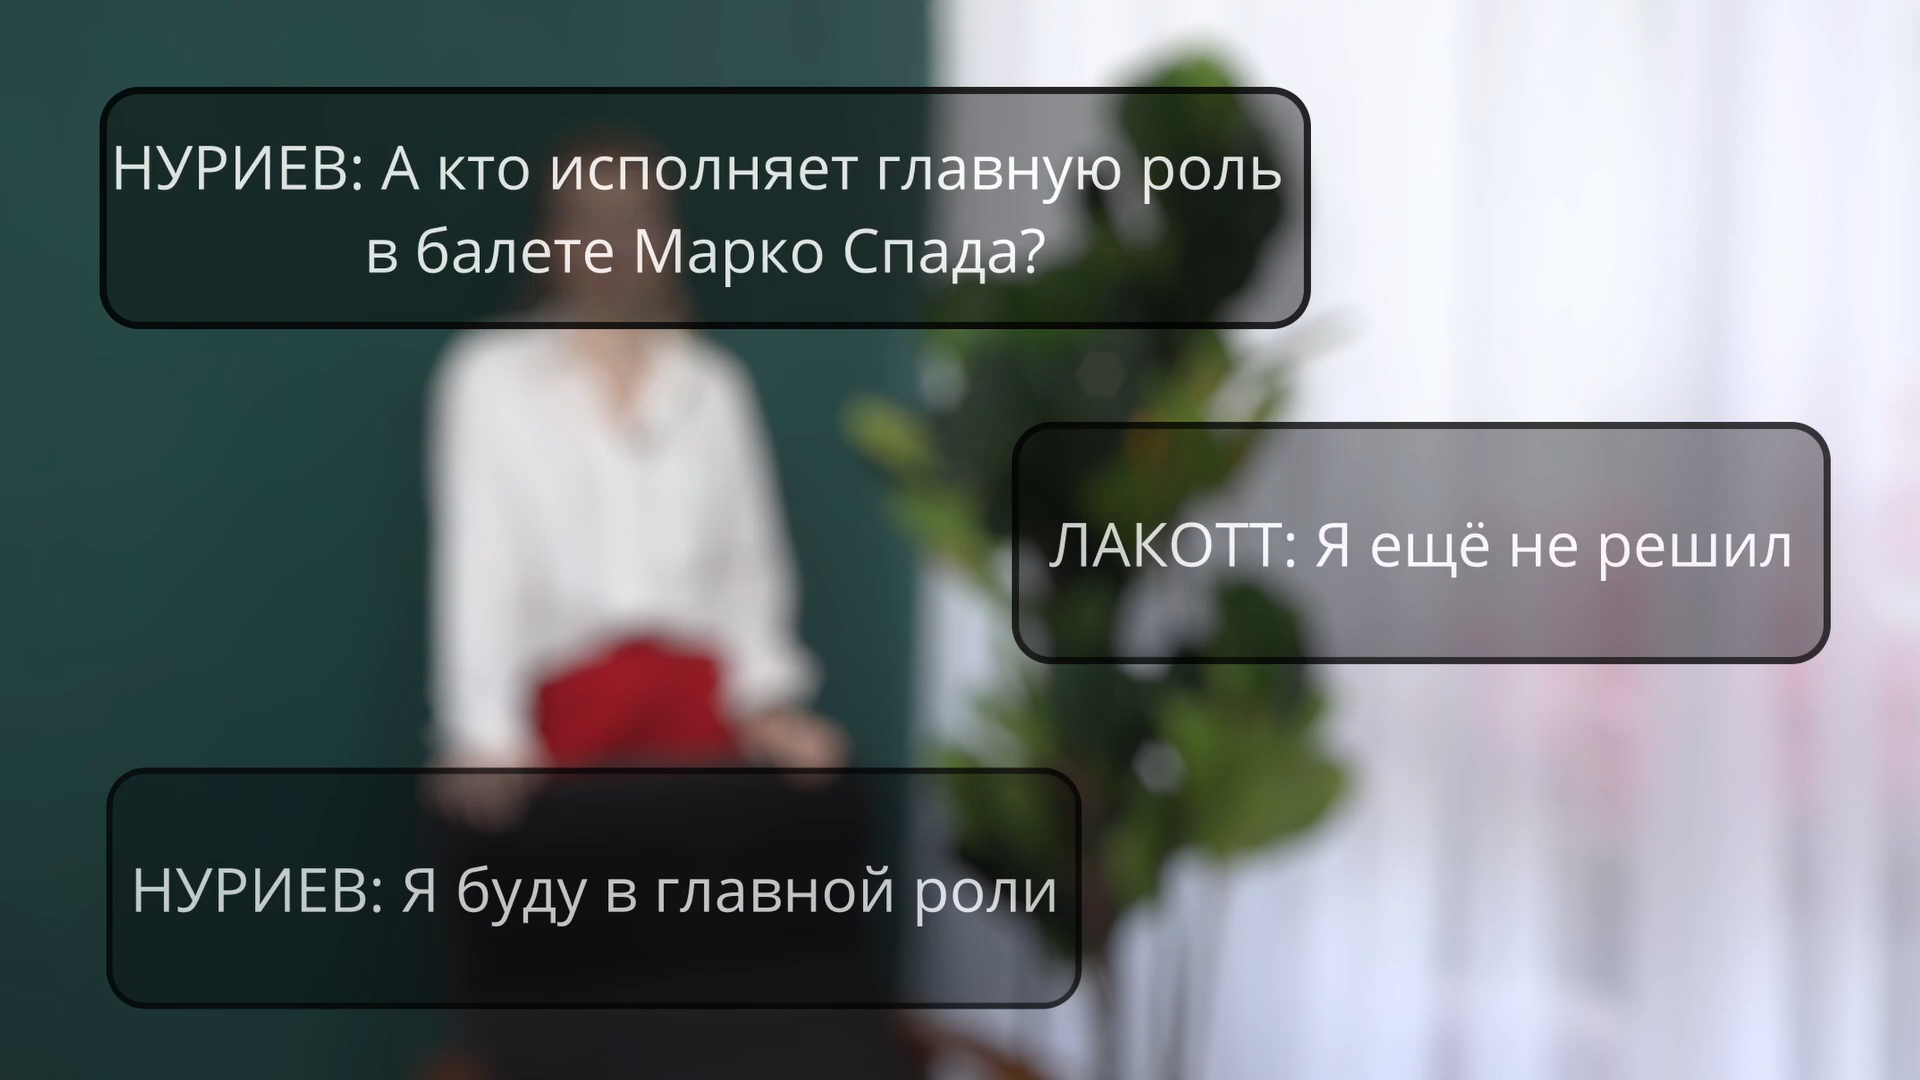 НУРИЕВ: А кто исполняет главную роль
в балете Марко Спада?
ЛАКОТТ: Я ещё не решил
НУРИЕВ: Я буду в главной роли